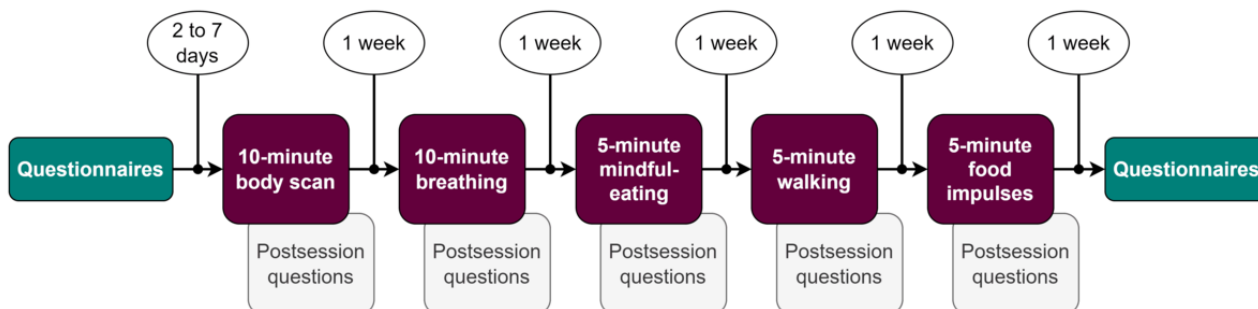 2 to 7
days
1 week
1 week
1 week
1 week
1 week
Questionnaires
10-minute
body scan
10-minute
breathing
5-minute
mindful-
eating
5-minute
walking
5-minute
food
impulses
Questionnaires
Postsession
questions
Postsession
questions
Postsession
questions
Postsession
questions
Postsession
questions